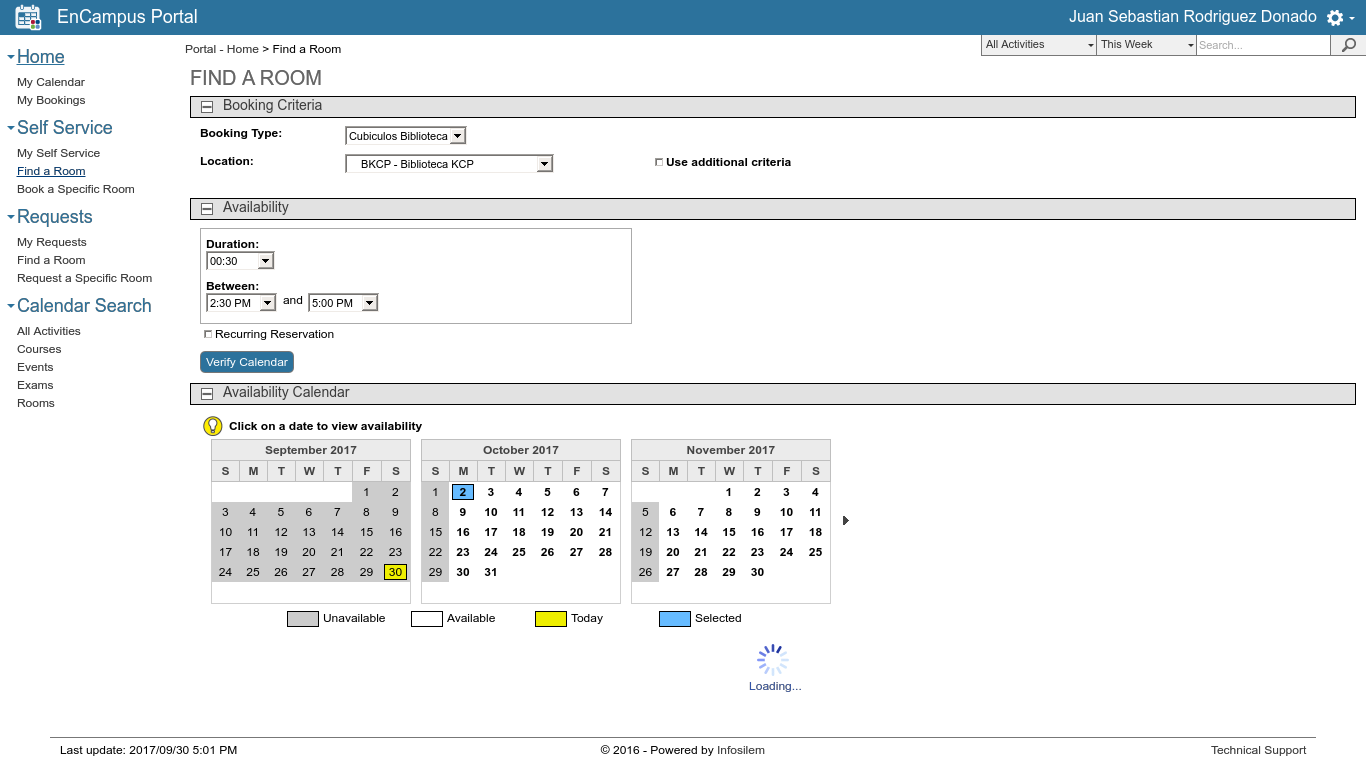 EnCampus Portal
Juan Sebastian Rodriguez Donado
Portal - Home > Find a Room
All Activities
This Week
Search...
Home
My Calendar
My Bookings
Self Service
My Self Service
Find a Room
Book a Specific Room
Requests
My Requests
Find a Room
Request a Specific Room
Calendar Search
All Activities
Courses
Events
Exams
Rooms
FIND A ROOM
Booking Criteria
Booking Type: Cubiculos Biblioteca
Location: BKCP - Biblioteca KCP
Use additional criteria
Availability
Duration:
00:30
Between:
2:30 PM and 5:00 PM
Recurring Reservation
Verify Calendar
Availability Calendar
Click on a date to view availability
September 2017
S M T W T F S
1 2
3 4 5 6 7 8 9
10 11 12 13 14 15 16
17 18 19 20 21 22 23
24 25 26 27 28 29 30
October 2017
S M T W T F S
1 2 3 4 5 6 7
8 9 10 11 12 13 14
15 16 17 18 19 20 21
22 23 24 25 26 27 28
29 30 31
November 2017
S M T W T F S
1 2 3 4
5 6 7 8 9 10 11
12 13 14 15 16 17 18
19 20 21 22 23 24 25
26 27 28 29 30
Unavailable Available Today Selected
Loading...
Last update: 2017/09/30 5:01 PM
© 2016 - Powered by Infosilem
Technical Support